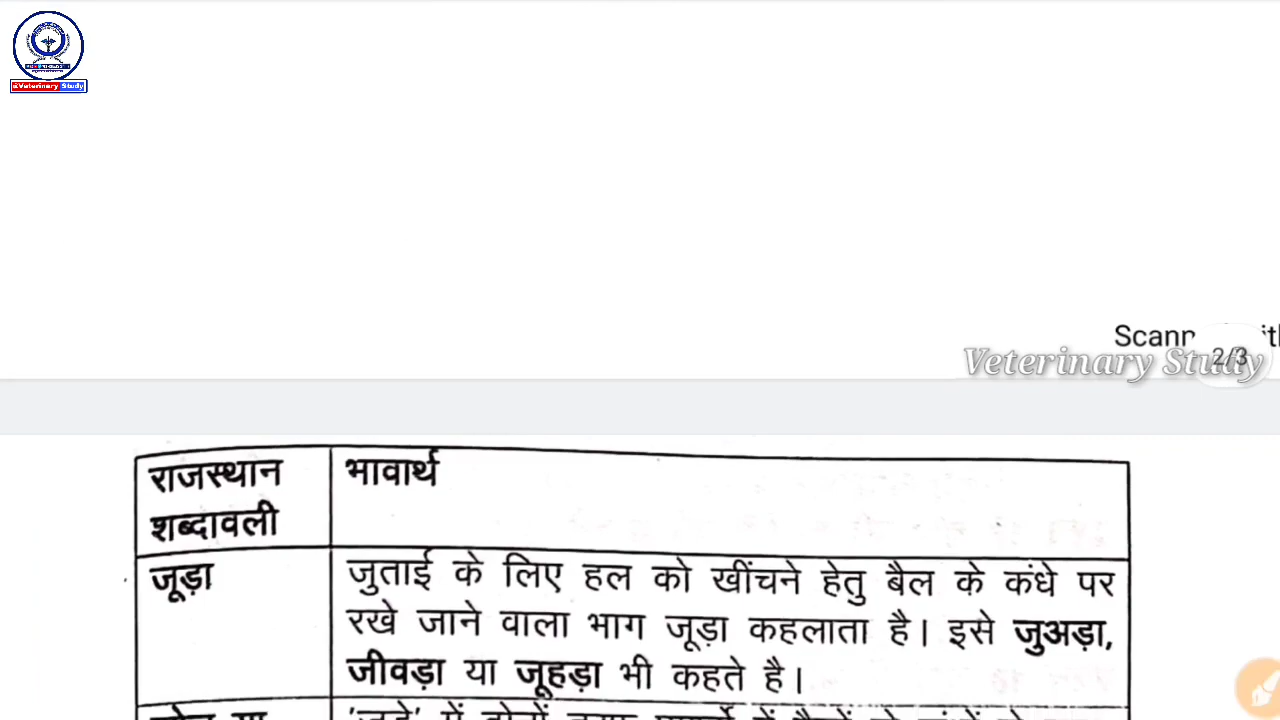 @Veterinary Study
Scann
Veterinary Study
2/3
राजस्थान
शब्दावली
भावार्थ
जूड़ा
जुताई के लिए हल को खींचने हेतु बैल के कंधे पर
रखे जाने वाला भाग जूड़ा कहलाता है। इसे जुअड़ा,
जीवड़ा या जूहड़ा भी कहते है।